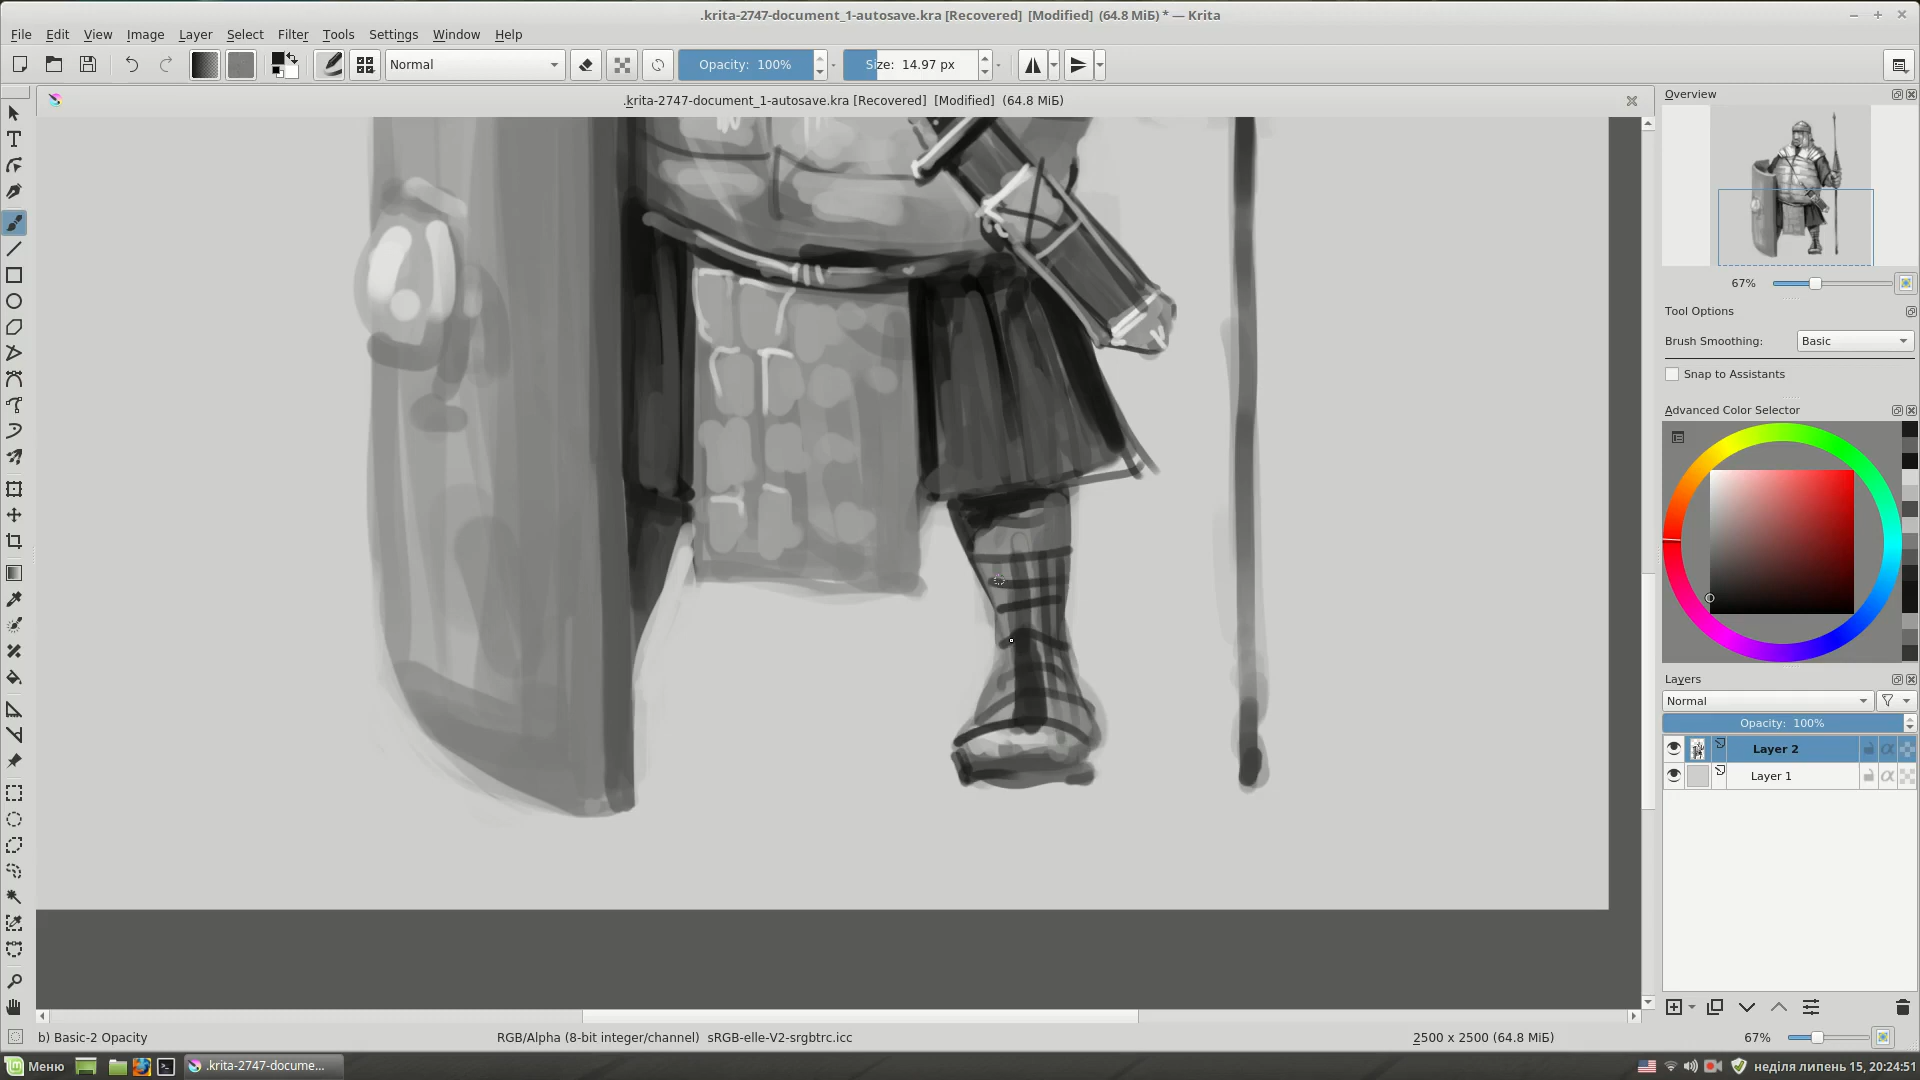 .krita-2747-document_1-autosave.kra [Recovered] [Modified] (64.8 МіБ) * — Krita
File Edit View Image Layer Select Filter Tools Settings Window Help
Normal Opacity: 100% Size: 14.97 px
.krita-2747-document_1-autosave.kra [Recovered] [Modified] (64.8 МіБ)
Overview
67%
Tool Options
Brush Smoothing: Basic
Snap to Assistants
Advanced Color Selector
Layers
Normal
Opacity: 100%
Layer 2
Layer 1
b) Basic-2 Opacity RGB/Alpha (8-bit integer/channel) sRGB-elle-V2-srgbtrc.icc 2500 x 2500 (64.8 МіБ) 67%
Меню .krita-2747-docume... неділя липень 15, 20:24:51